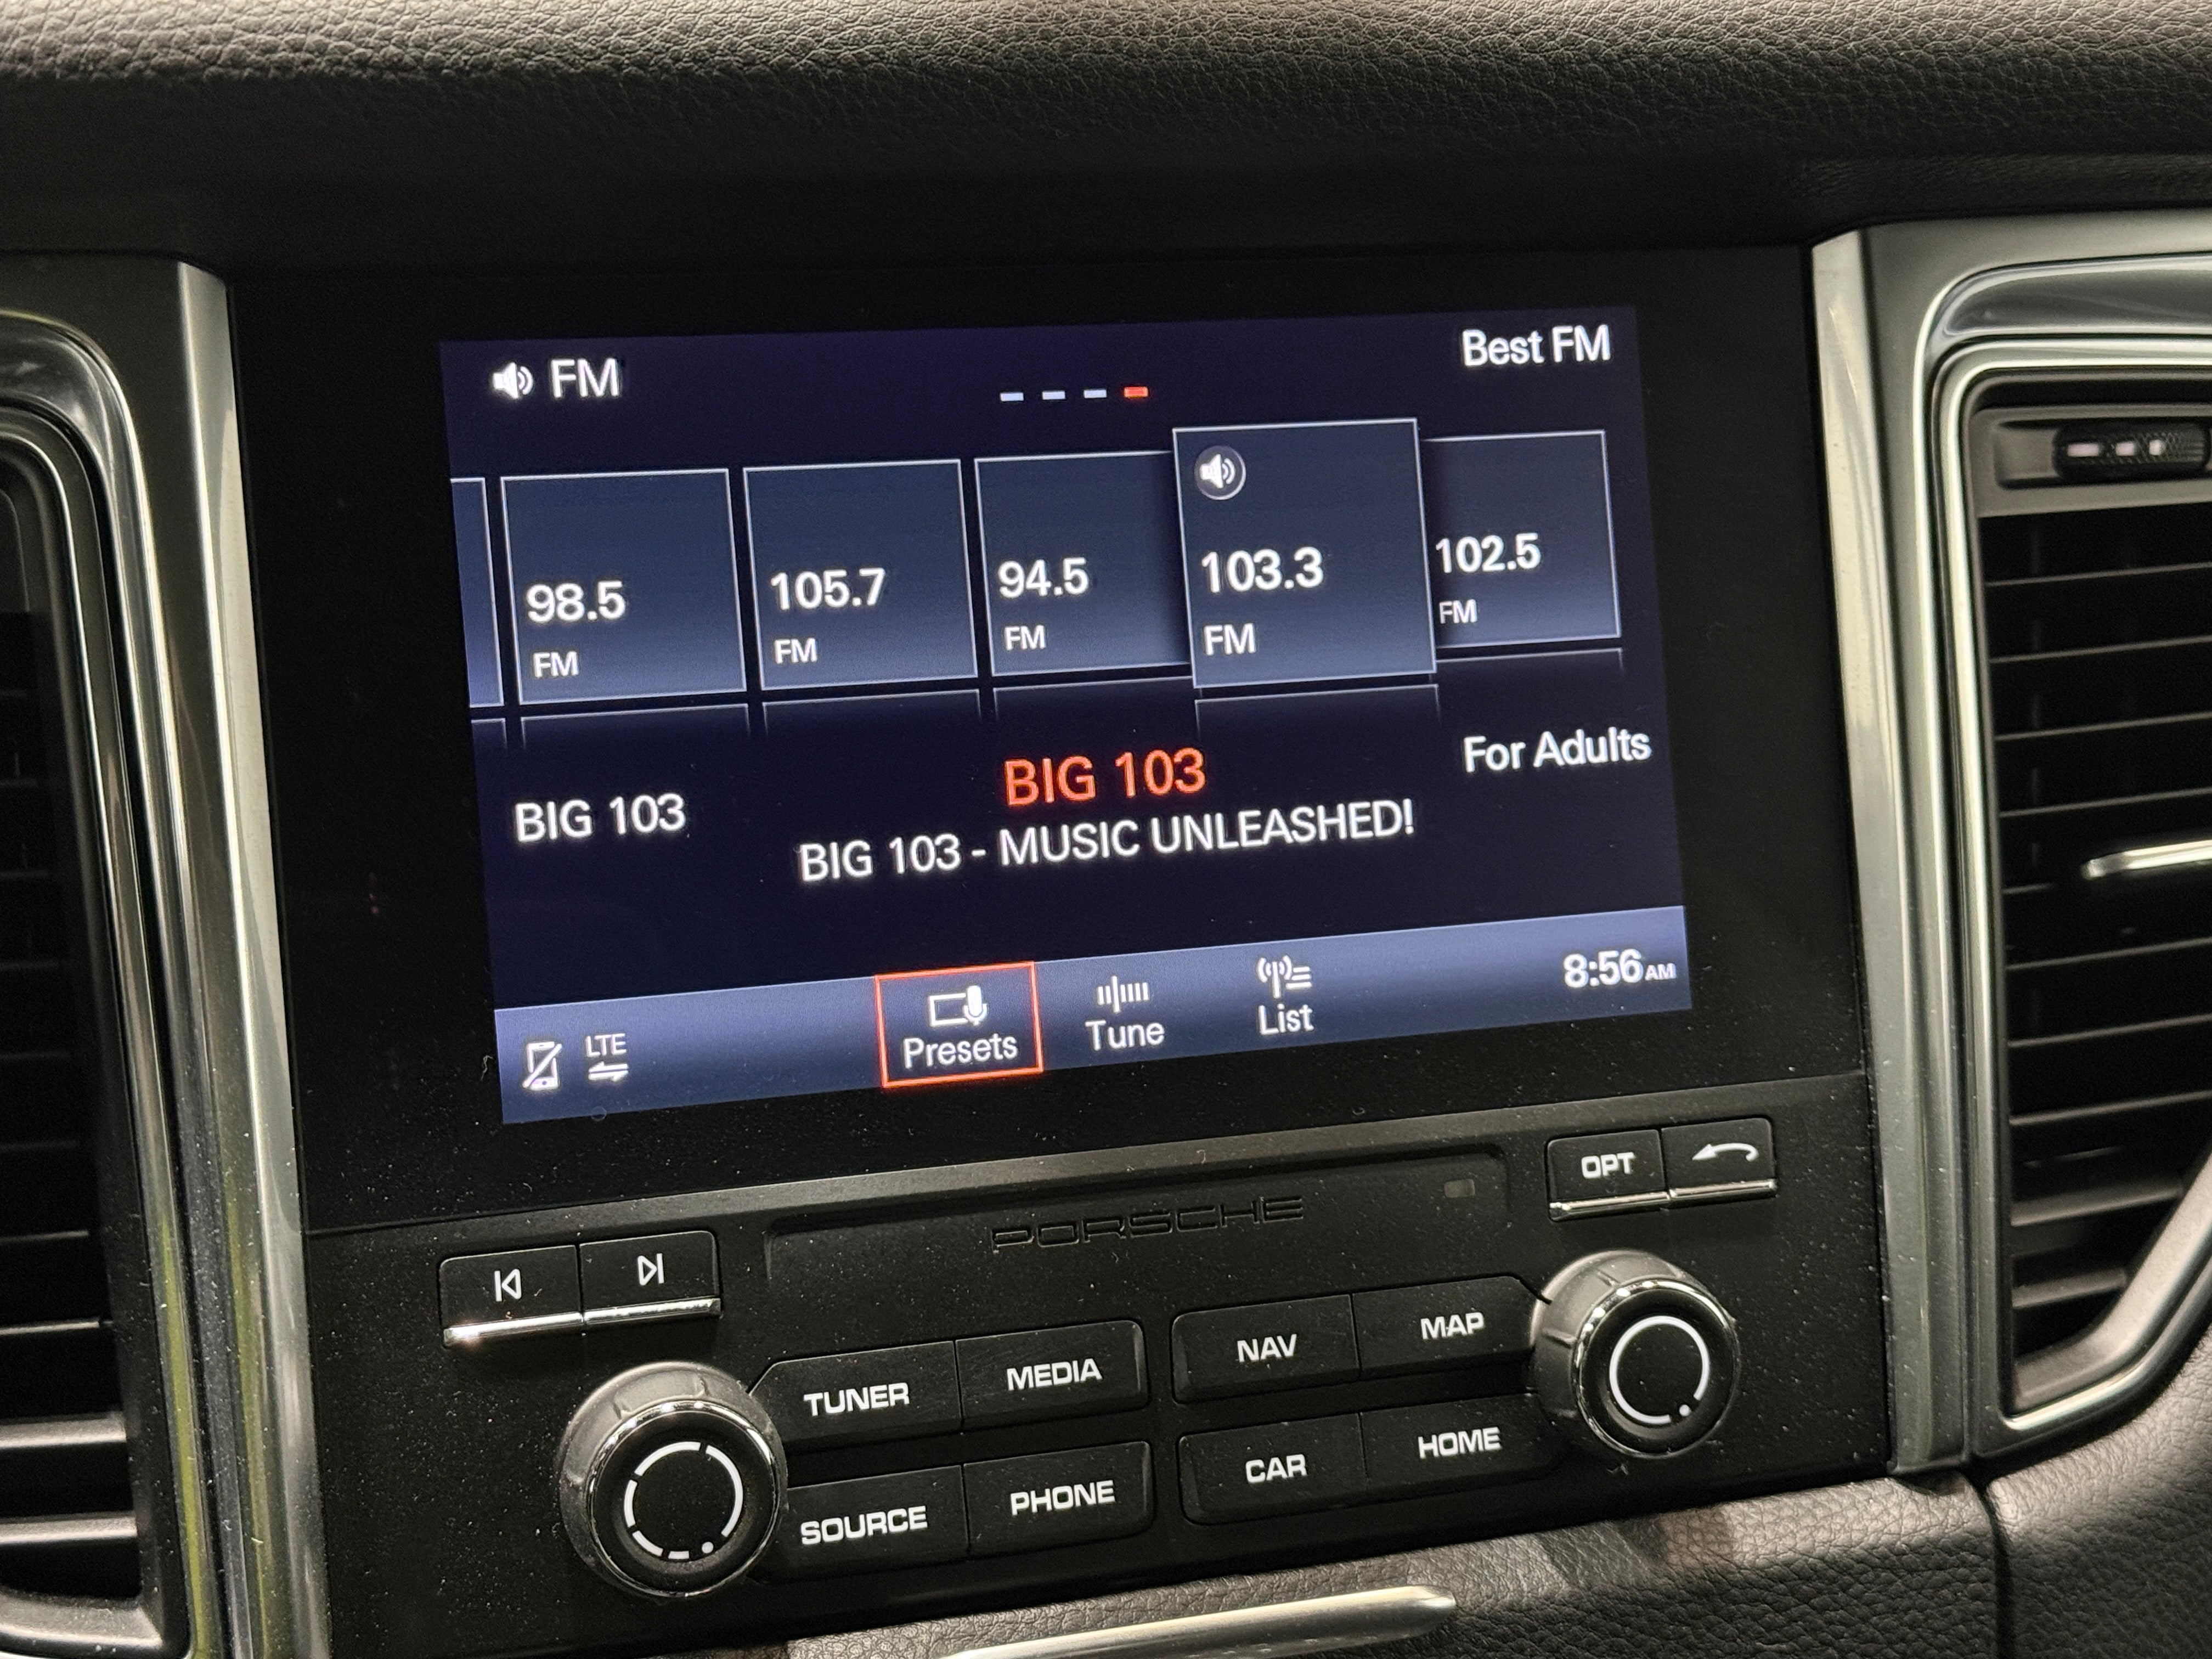 FM
Best FM
98.5
FM
105.7
FM
94.5
FM
103.3
FM
102.5
FM
BIG 103
BIG 103
BIG 103 - MUSIC UNLEASHED!
For Adults
LTE
Presets
Tune
List
8:56 AM
PORSCHE
OPT
TUNER
MEDIA
NAV
MAP
SOURCE
PHONE
CAR
HOME